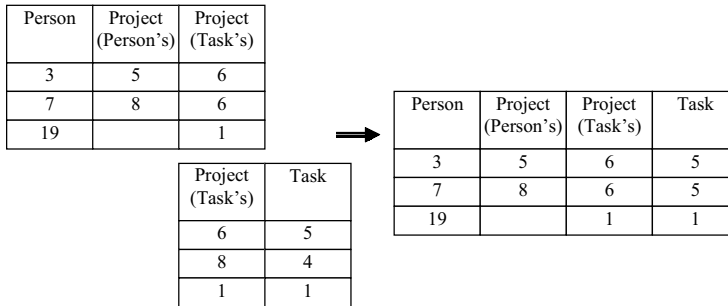 Person Project (Person's) Project (Task's)
3 5 6
7 8 6
19 1
Project (Task's) Task
6 5
8 4
1 1
Person Project (Person's) Project (Task's) Task
3 5 6 5
7 8 6 5
19 1 1